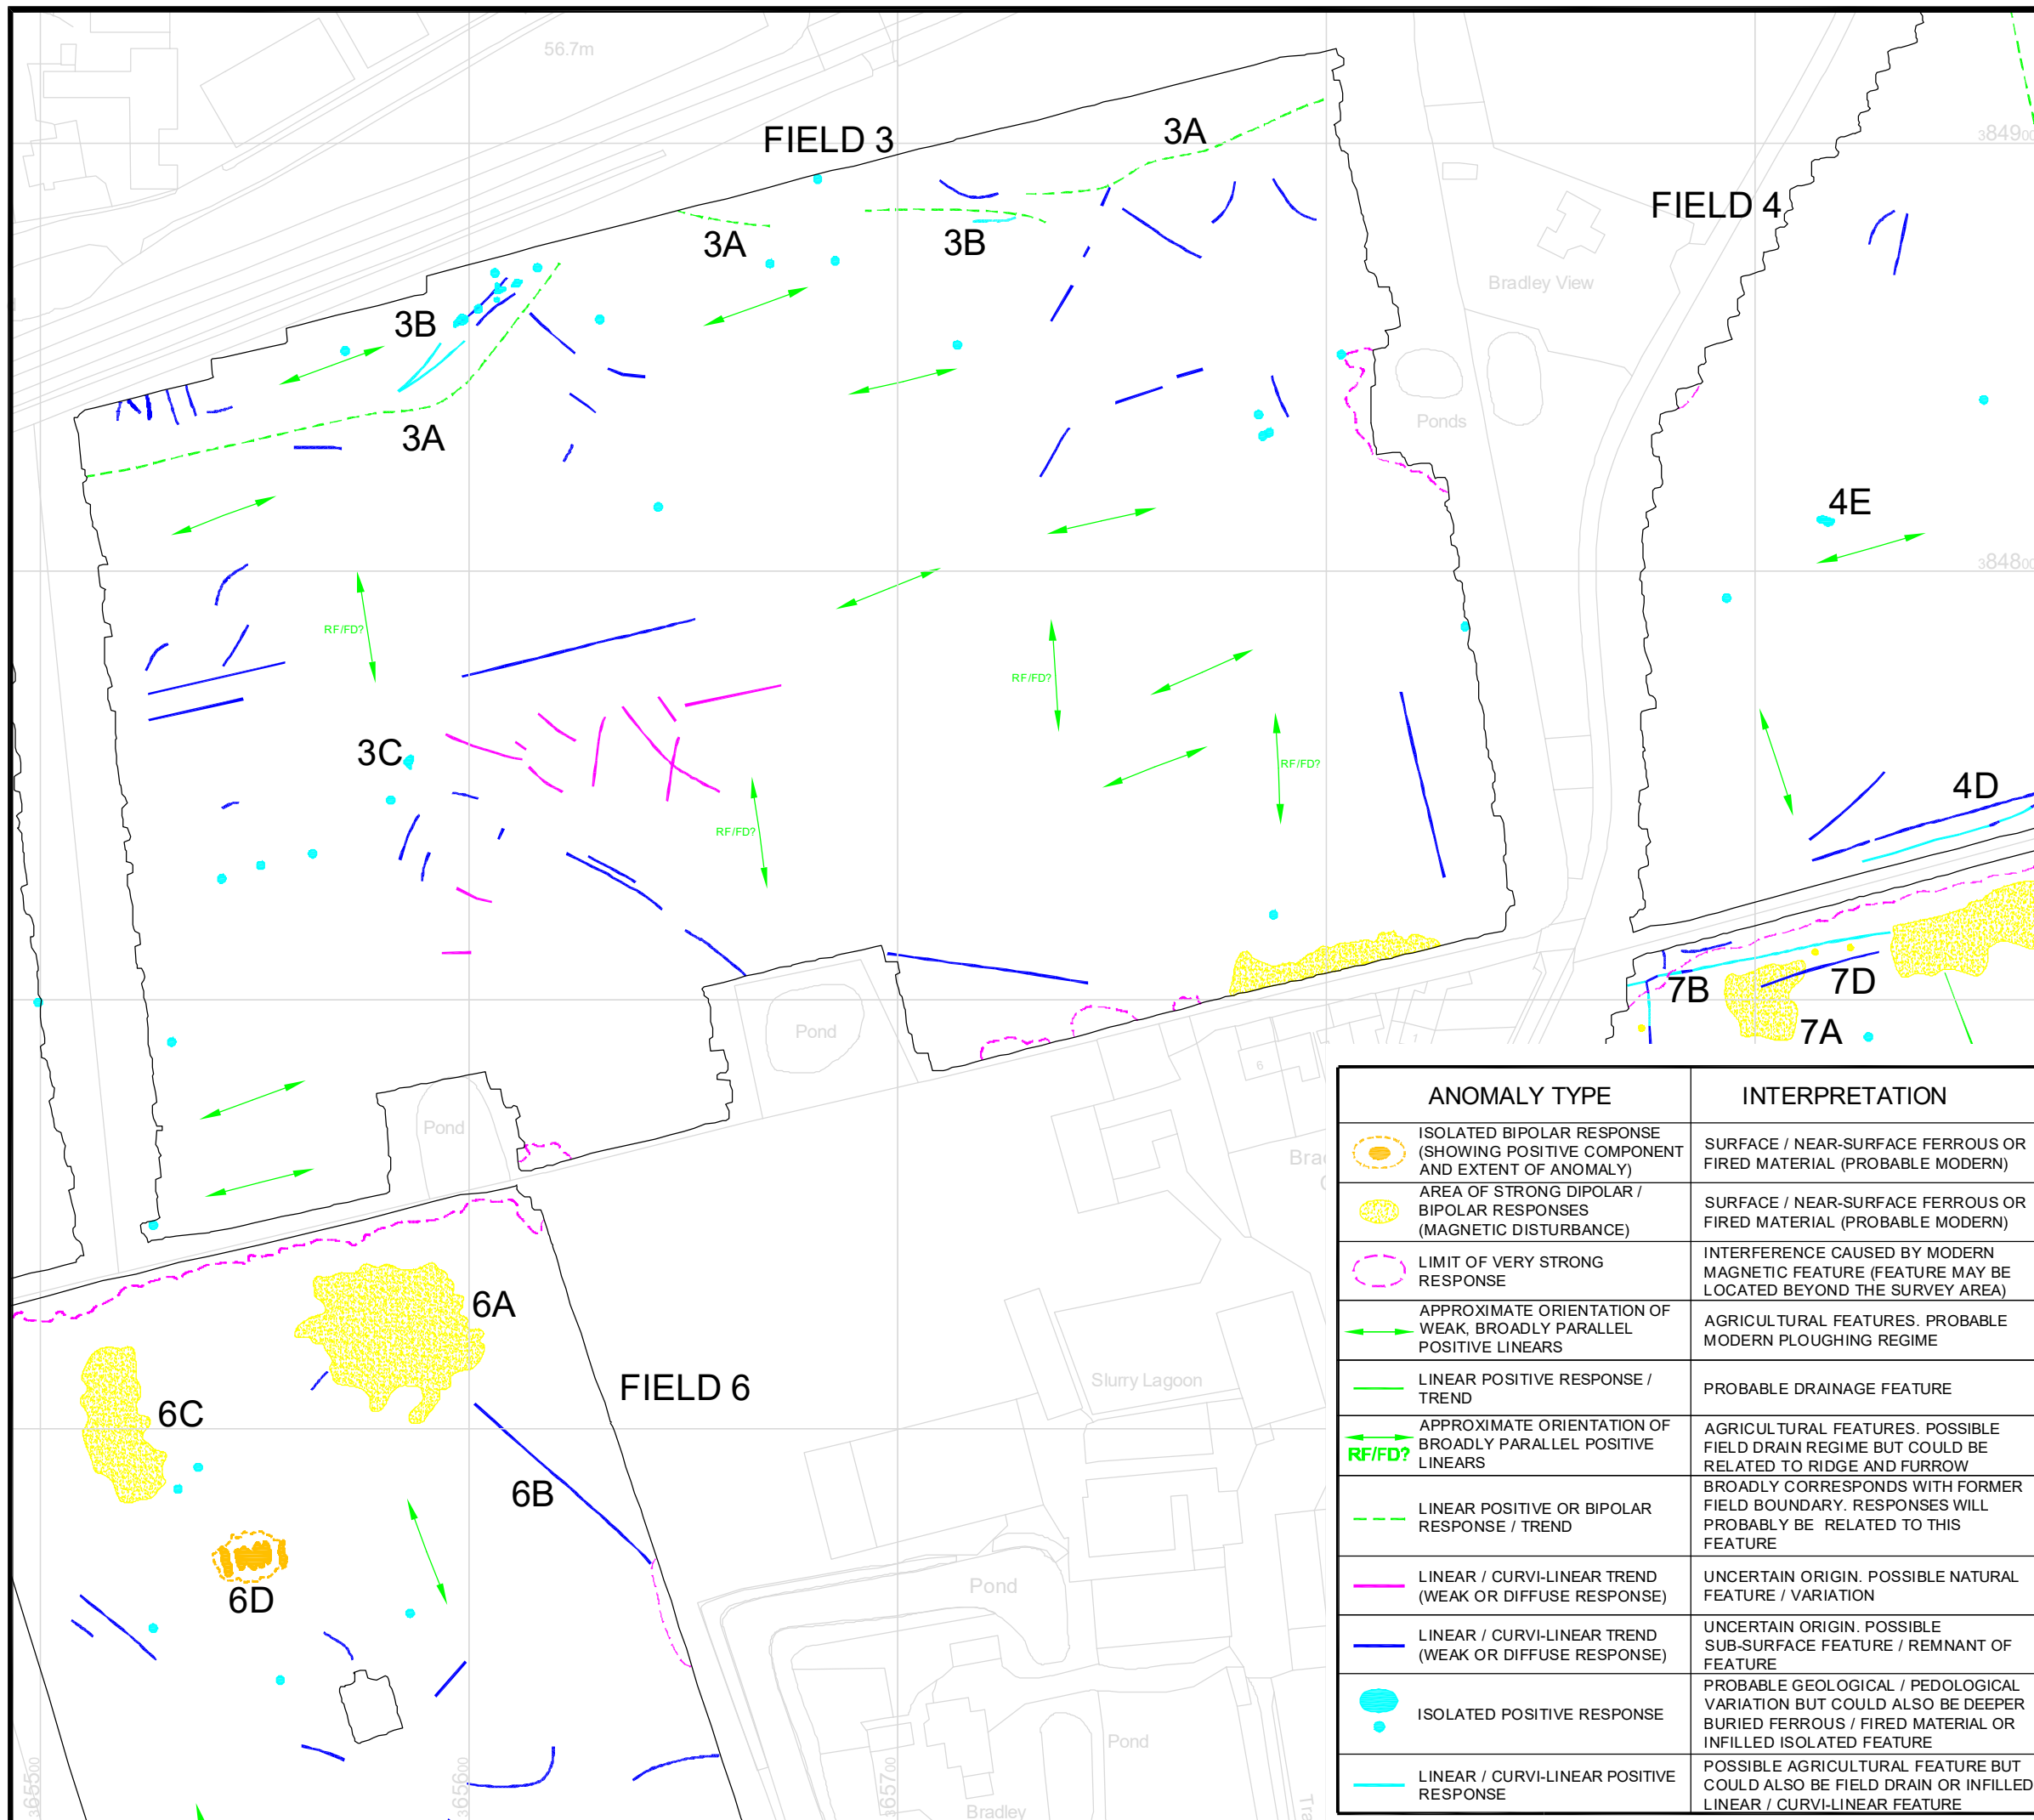 56.7m
FIELD 3
3A
384900
FIELD 4
3A
3B
Bradley View
3B
Ponds
3A
4E
384800
RF/FD?
RF/FD?
3C
RF/FD?
4D
RF/FD?
7B
7D
Pond
7A
6
Pond
6A
FIELD 6
Slurry Lagoon
6C
6B
6D
Pond
Pond
Bradley
365500
365600
365700
ANOMALY TYPE
INTERPRETATION
ISOLATED BIPOLAR RESPONSE
(SHOWING POSITIVE COMPONENT
AND EXTENT OF ANOMALY)
SURFACE / NEAR-SURFACE FERROUS OR
FIRED MATERIAL (PROBABLE MODERN)
AREA OF STRONG DIPOLAR /
BIPOLAR RESPONSES
(MAGNETIC DISTURBANCE)
SURFACE / NEAR-SURFACE FERROUS OR
FIRED MATERIAL (PROBABLE MODERN)
LIMIT OF VERY STRONG
RESPONSE
INTERFERENCE CAUSED BY MODERN
MAGNETIC FEATURE (FEATURE MAY BE
LOCATED BEYOND THE SURVEY AREA)
APPROXIMATE ORIENTATION OF
WEAK, BROADLY PARALLEL
POSITIVE LINEARS
AGRICULTURAL FEATURES. PROBABLE
MODERN PLOUGHING REGIME
LINEAR POSITIVE RESPONSE /
TREND
PROBABLE DRAINAGE FEATURE
RF/FD?
APPROXIMATE ORIENTATION OF
BROADLY PARALLEL POSITIVE
LINEARS
AGRICULTURAL FEATURES. POSSIBLE
FIELD DRAIN REGIME BUT COULD BE
RELATED TO RIDGE AND FURROW
LINEAR POSITIVE OR BIPOLAR
RESPONSE / TREND
BROADLY CORRESPONDS WITH FORMER
FIELD BOUNDARY. RESPONSES WILL
PROBABLY BE RELATED TO THIS
FEATURE
LINEAR / CURVI-LINEAR TREND
(WEAK OR DIFFUSE RESPONSE)
UNCERTAIN ORIGIN. POSSIBLE NATURAL
FEATURE / VARIATION
LINEAR / CURVI-LINEAR TREND
(WEAK OR DIFFUSE RESPONSE)
UNCERTAIN ORIGIN. POSSIBLE
SUB-SURFACE FEATURE / REMNANT OF
FEATURE
ISOLATED POSITIVE RESPONSE
PROBABLE GEOLOGICAL / PEDOLOGICAL
VARIATION BUT COULD ALSO BE DEEPER
BURIED FERROUS / FIRED MATERIAL OR
INFILLED ISOLATED FEATURE
LINEAR / CURVI-LINEAR POSITIVE
RESPONSE
POSSIBLE AGRICULTURAL FEATURE BUT
COULD ALSO BE FIELD DRAIN OR INFILLED
LINEAR / CURVI-LINEAR FEATURE